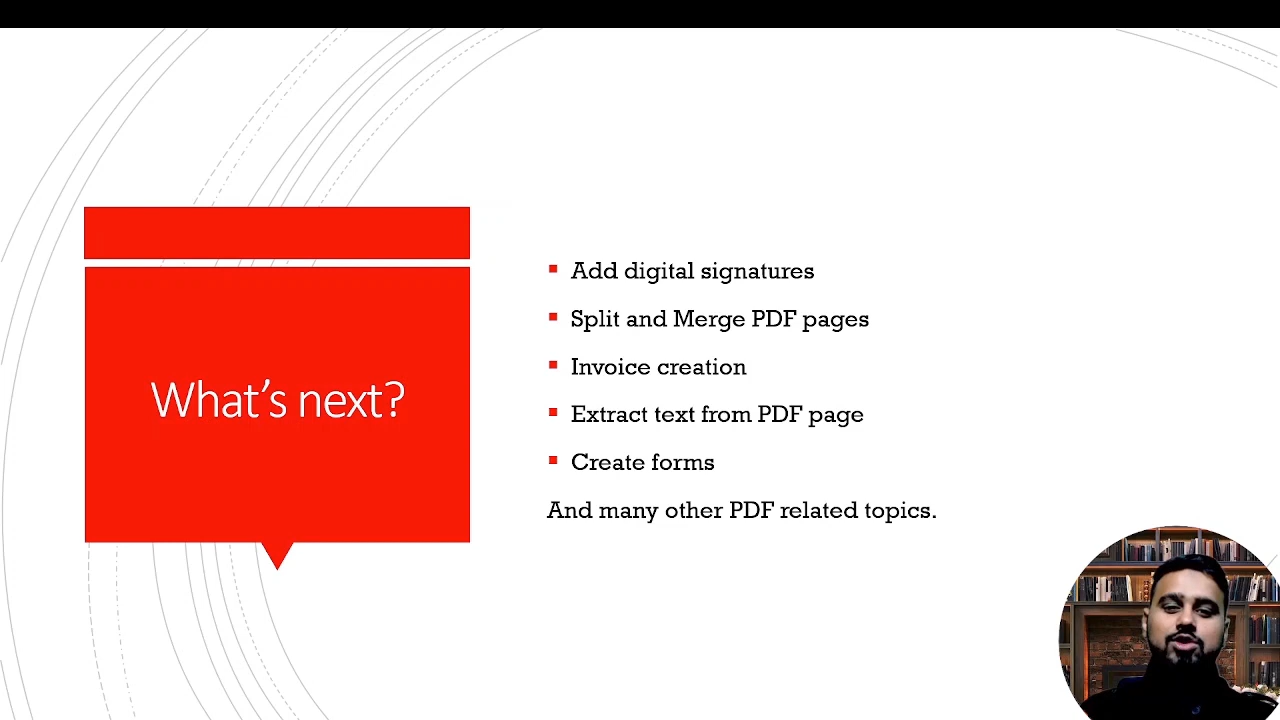 What's next?
Add digital signatures
Split and Merge PDF pages
Invoice creation
Extract text from PDF page
Create forms
And many other PDF related topics.